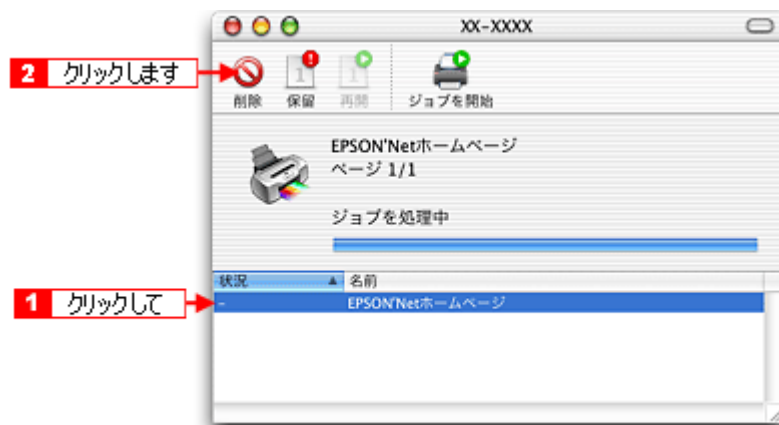 XX-XXXX
2 クリックします
削除 保留 再開 ジョブを開始
EPSON'Netホームページ
ページ 1/1
ジョブを処理中
状況 名前
1 クリックして
- EPSON'Netホームページ